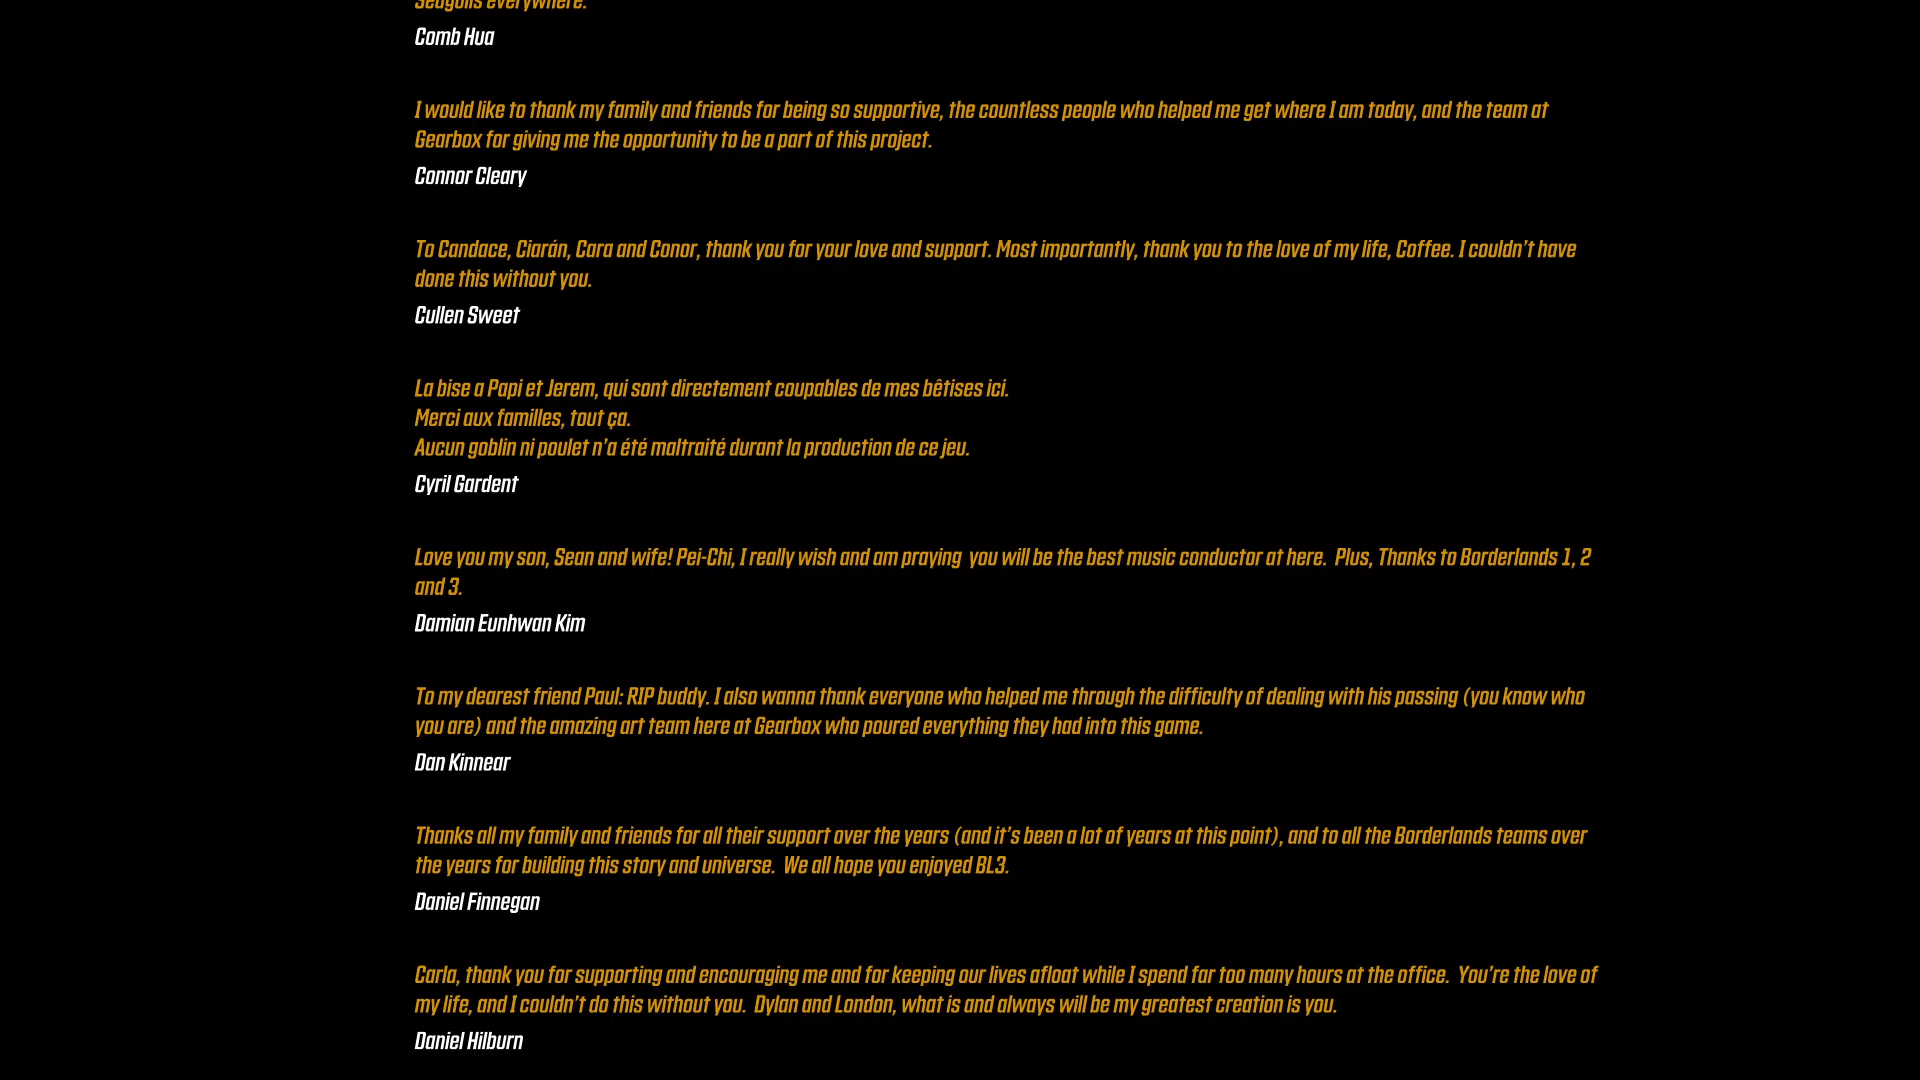 Seagulls everywhere.
Comb Hua
I would like to thank my family and friends for being so supportive, the countless people who helped me get where I am today, and the team at
Gearbox for giving me the opportunity to be a part of this project.
Connor Cleary
To Candace, Ciarán, Cara and Conor, thank you for your love and support. Most importantly, thank you to the love of my life, Coffee. I couldn’t have
done this without you.
Cullen Sweet
La bise a Papi et Jerem, qui sont directement coupables de mes bêtises ici.
Merci aux familles, tout ça.
Aucun goblin ni poulet n’a été maltraité durant la production de ce jeu.
Cyril Gardent
Love you my son, Sean and wife! Pei-Chi, I really wish and am praying  you will be the best music conductor at here.  Plus, Thanks to Borderlands 1, 2
and 3.
Damian Eunhwan Kim
To my dearest friend Paul: RIP buddy. I also wanna thank everyone who helped me through the difficulty of dealing with his passing (you know who
you are) and the amazing art team here at Gearbox who poured everything they had into this game.
Dan Kinnear
Thanks all my family and friends for all their support over the years (and it’s been a lot of years at this point), and to all the Borderlands teams over
the years for building this story and universe.  We all hope you enjoyed BL3.
Daniel Finnegan
Carla, thank you for supporting and encouraging me and for keeping our lives afloat while I spend far too many hours at the office.  You’re the love of
my life, and I couldn’t do this without you.  Dylan and London, what is and always will be my greatest creation is you.
Daniel Hilburn